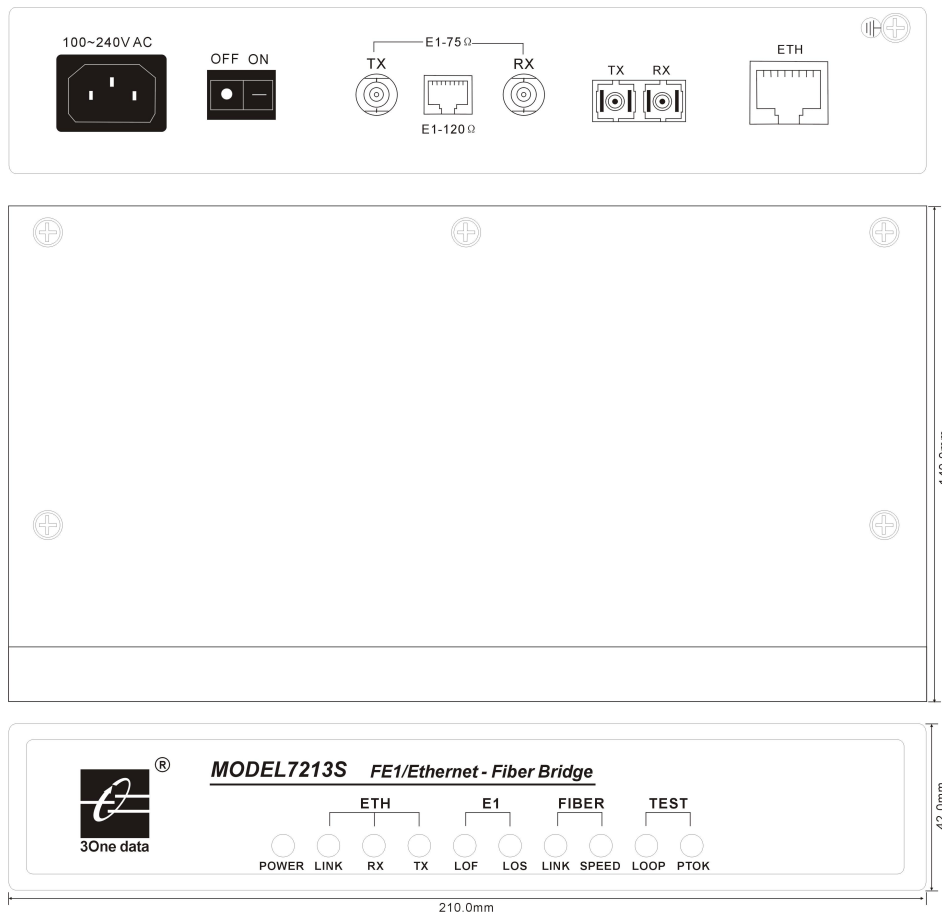 100~240V AC
OFF ON
E1-75Ω
TX
RX
E1-120Ω
TX RX
ETH
®
MODEL7213S FE1/Ethernet - Fiber Bridge
ETH E1 FIBER TEST
3One data
POWER LINK RX TX LOF LOS LINK SPEED LOOP PTOK
42.0mm
210.0mm